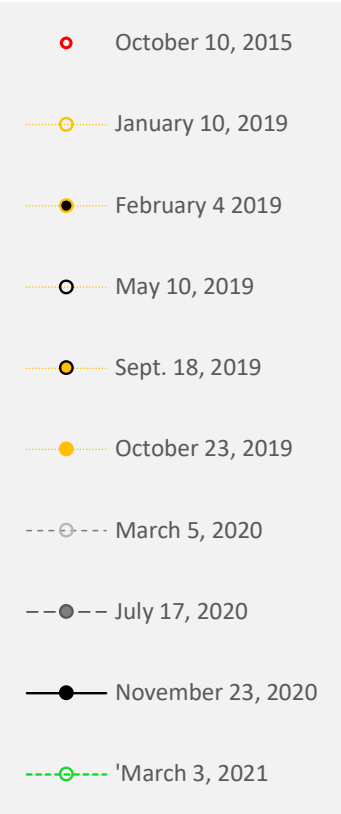 October 10, 2015
January 10, 2019
February 4 2019
May 10, 2019
Sept. 18, 2019
October 23, 2019
March 5, 2020
July 17, 2020
November 23, 2020
'March 3, 2021